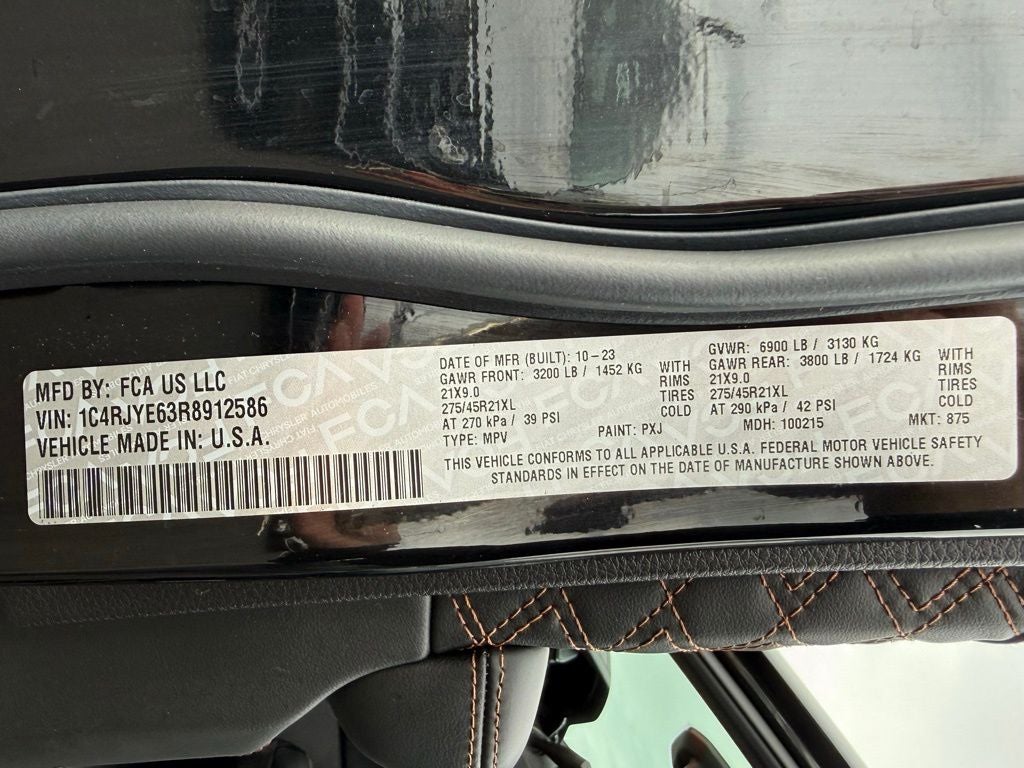 MFD BY: FCA US LLC
VIN: 1C4RJYE63R8912586
VEHICLE MADE IN: U.S.A.
DATE OF MFR (BUILT): 10-23
GAWR FRONT: 3200 LB / 1452 KG WITH
21X9.0 RIMS
275/45R21XL TIRES
AT 270 kPa / 39 PSI COLD
TYPE: MPV PAINT: PXJ
GVWR: 6900 LB / 3130 KG
GAWR REAR: 3800 LB / 1724 KG WITH
21X9.0 RIMS
275/45R21XL TIRES
AT 290 kPa / 42 PSI COLD
MDH: 100215 MKT: 875
THIS VEHICLE CONFORMS TO ALL APPLICABLE U.S.A. FEDERAL MOTOR VEHICLE SAFETY
STANDARDS IN EFFECT ON THE DATE OF MANUFACTURE SHOWN ABOVE.